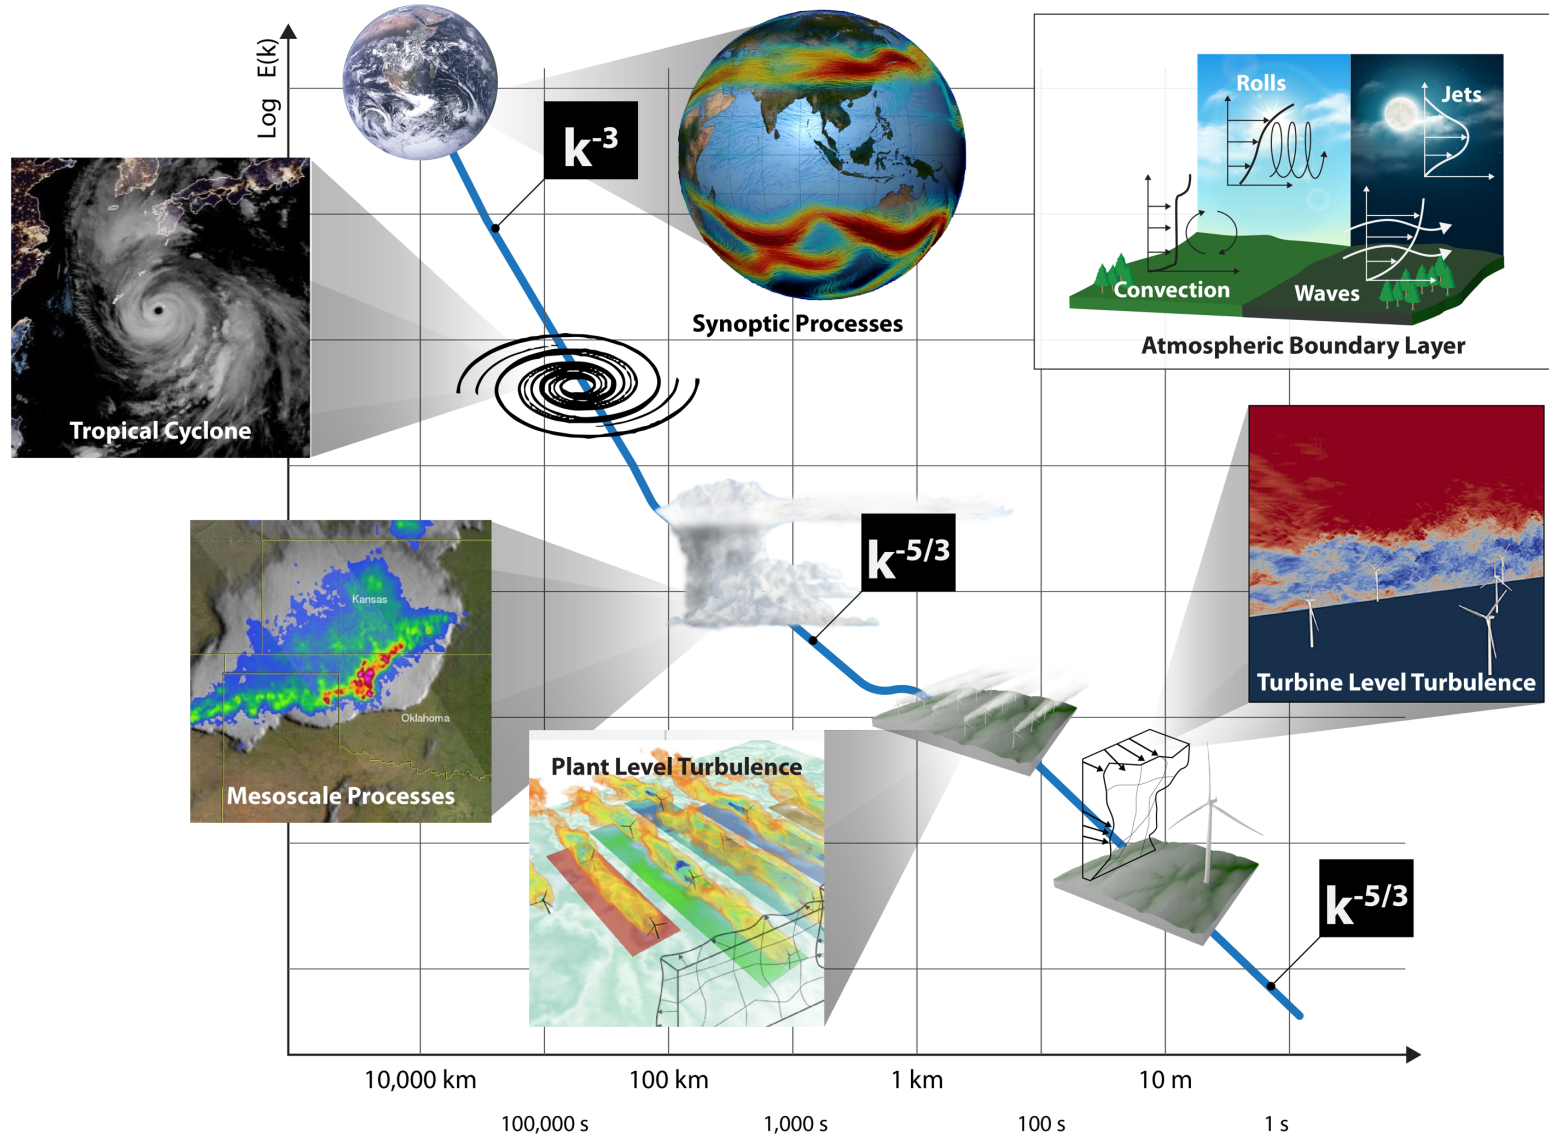 Log E(k)
k-3
Synoptic Processes
Rolls
Jets
Convection
Waves
Atmospheric Boundary Layer
Tropical Cyclone
k-5/3
Kansas
Oklahoma
Mesoscale Processes
Turbine Level Turbulence
Plant Level Turbulence
k-5/3
10,000 km
100 km
1 km
10 m
100,000 s
1,000 s
100 s
1 s